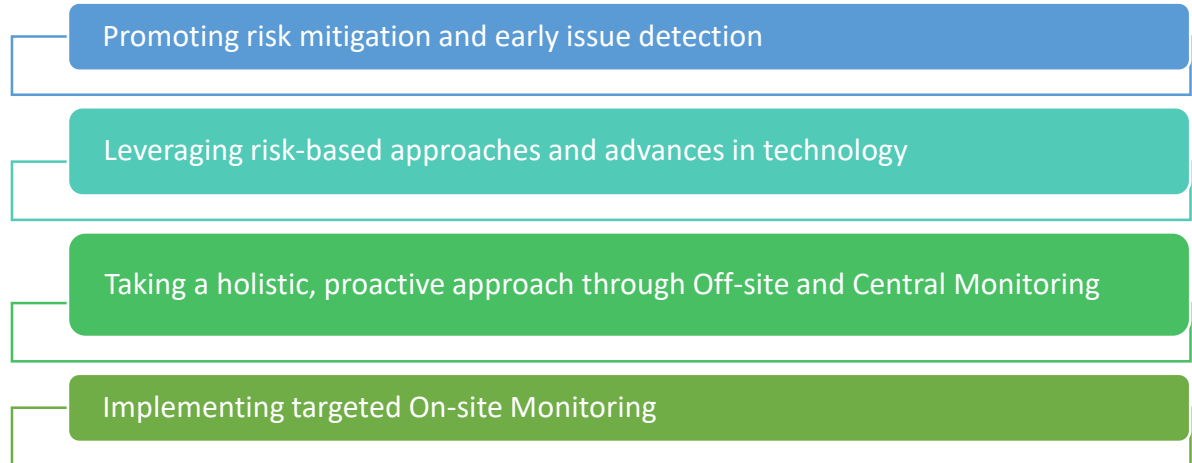 Promoting risk mitigation and early issue detection
Leveraging risk-based approaches and advances in technology
Taking a holistic, proactive approach through Off-site and Central Monitoring
Implementing targeted On-site Monitoring